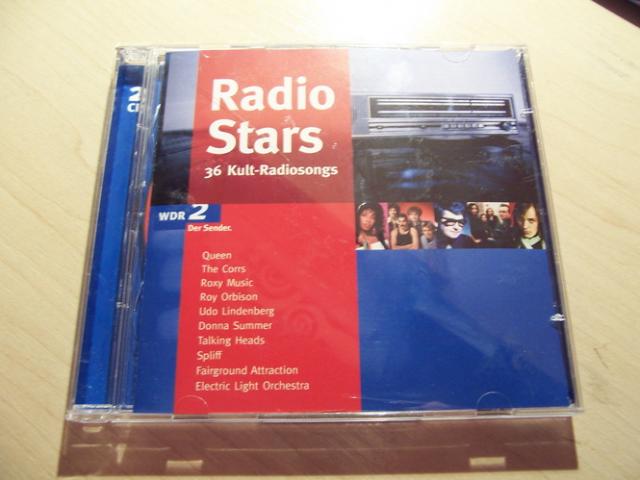 Radio
Stars
36 Kult-Radiosongs
WDR 2
Der Sender.
Queen
The Corrs
Roxy Music
Roy Orbison
Udo Lindenberg
Donna Summer
Talking Heads
Spliff
Fairground Attraction
Electric Light Orchestra